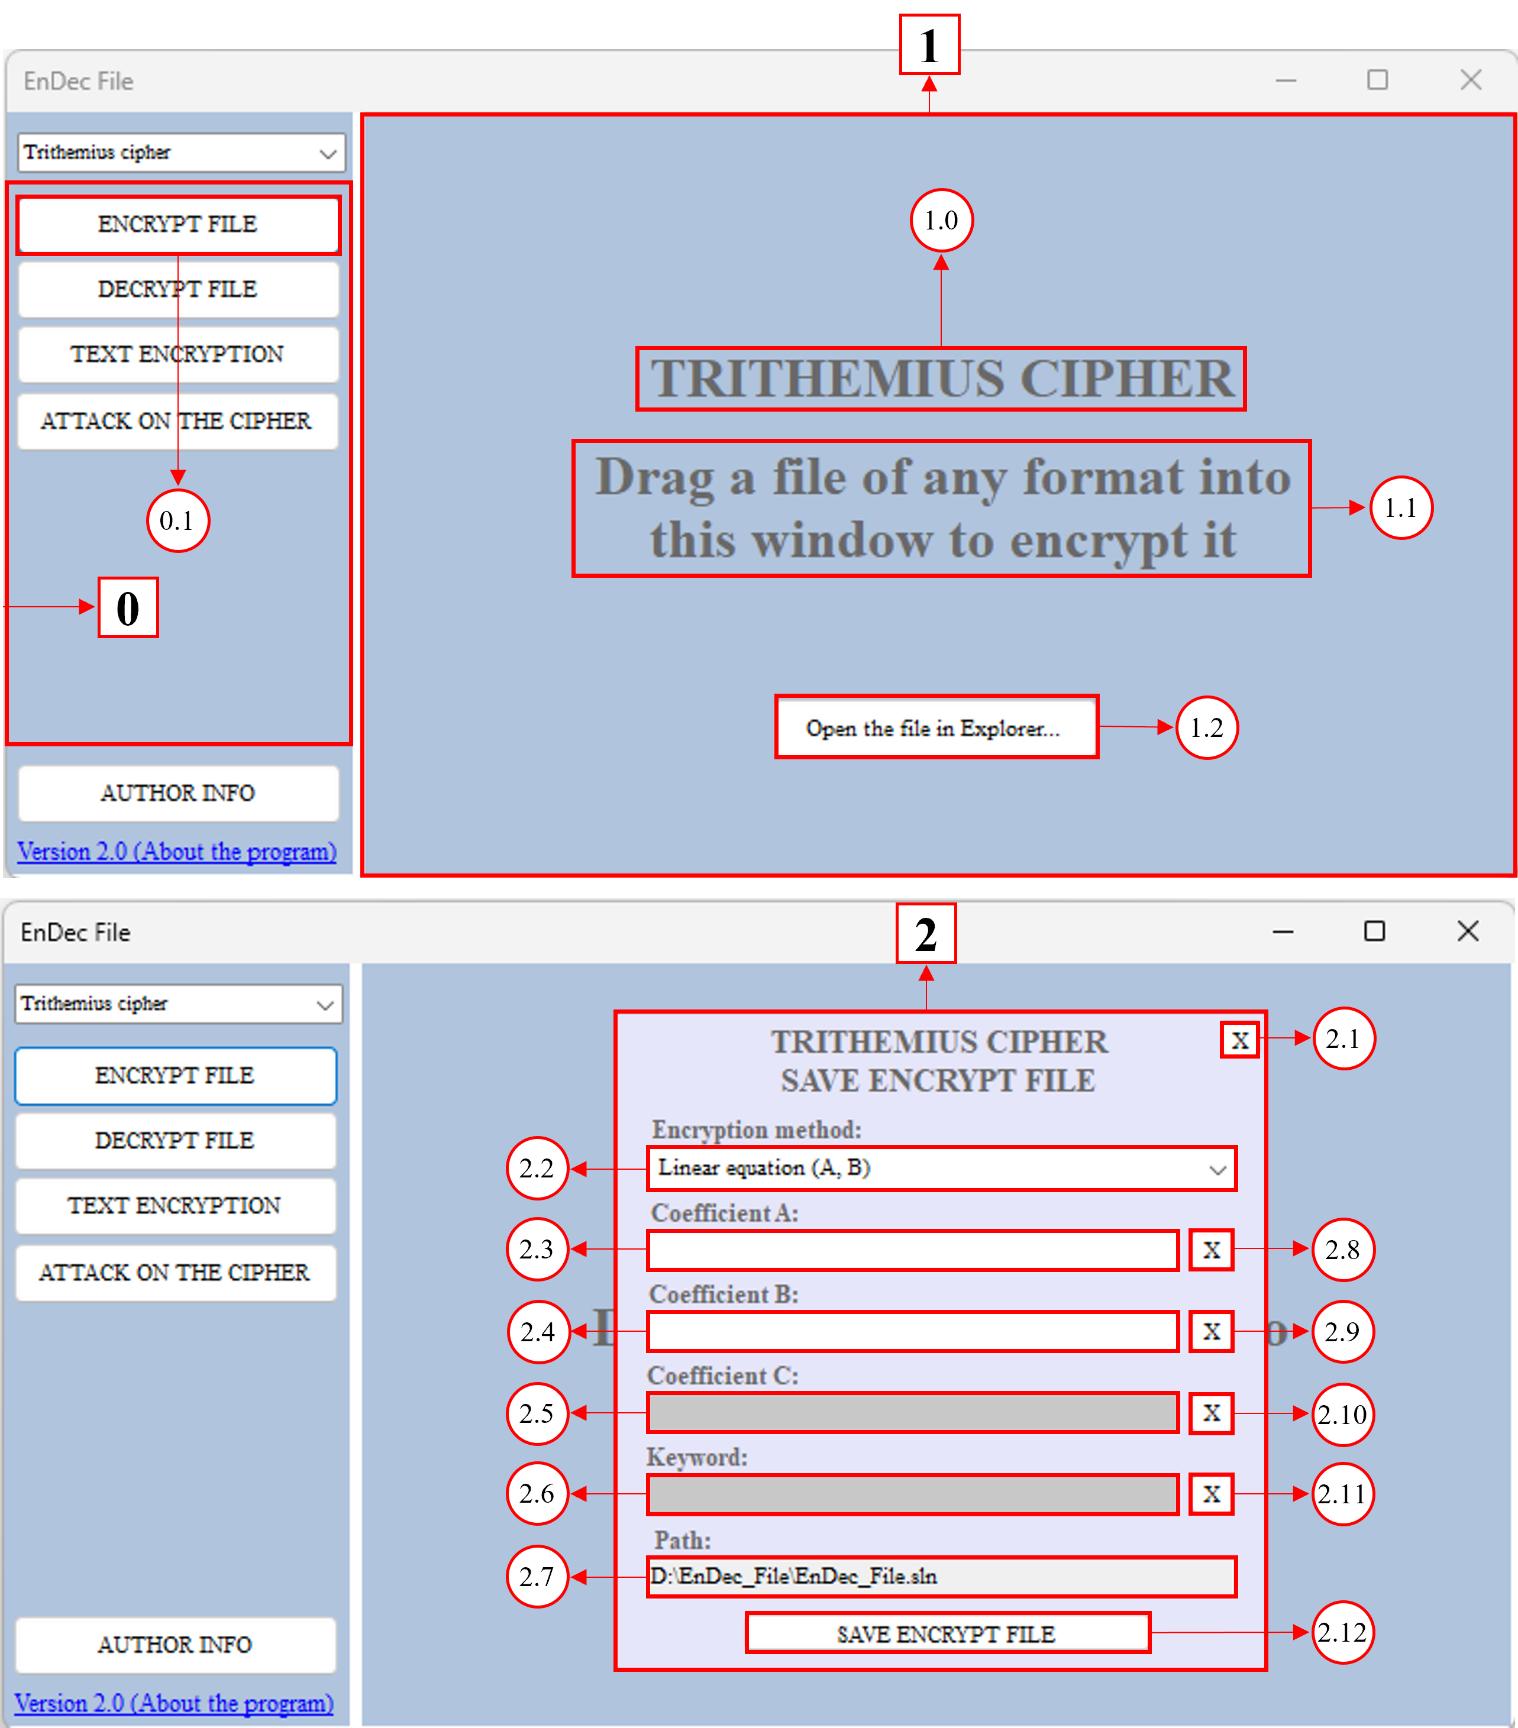 1
EnDec File
Trithemius cipher
ENCRYPT FILE
DECRYPT FILE
TEXT ENCRYPTION
ATTACK ON THE CIPHER
0.1
0
AUTHOR INFO
Version 2.0 (About the program)
1.0
TRITHEMIUS CIPHER
Drag a file of any format into
this window to encrypt it
1.1
Open the file in Explorer...
1.2
EnDec File
2
Trithemius cipher
ENCRYPT FILE
DECRYPT FILE
TEXT ENCRYPTION
ATTACK ON THE CIPHER
AUTHOR INFO
Version 2.0 (About the program)
TRITHEMIUS CIPHER
SAVE ENCRYPT FILE
X
2.1
Encryption method:
2.2
Linear equation (A, B)
Coefficient A:
2.3
X
2.8
Coefficient B:
2.4
X
2.9
Coefficient C:
2.5
X
2.10
Keyword:
2.6
X
2.11
Path:
2.7
D:\EnDec_File\EnDec_File.sln
SAVE ENCRYPT FILE
2.12